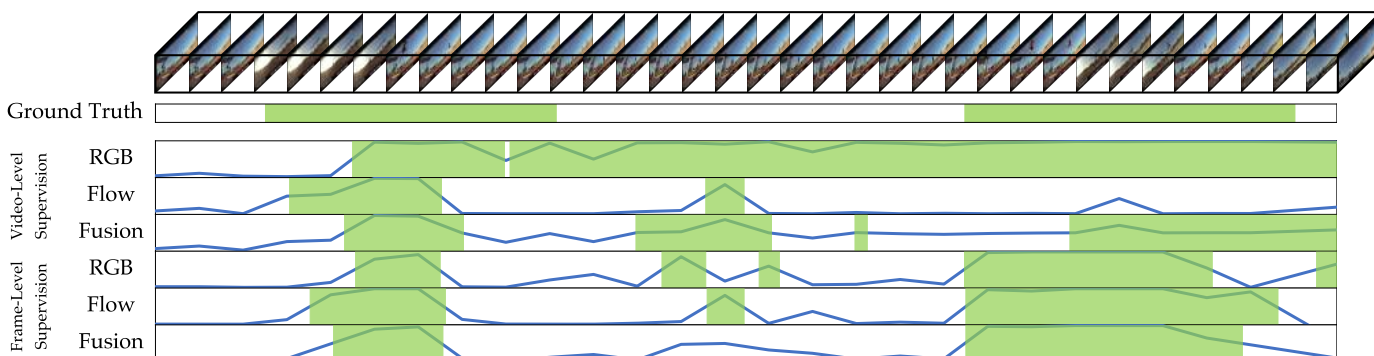 Ground Truth
Video-Level
Supervision
RGB
Flow
Fusion
Frame-Level
Supervision
RGB
Flow
Fusion